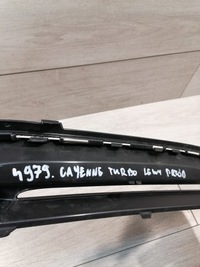 4979. CAYENNE TURBO LEWY PRZÓD